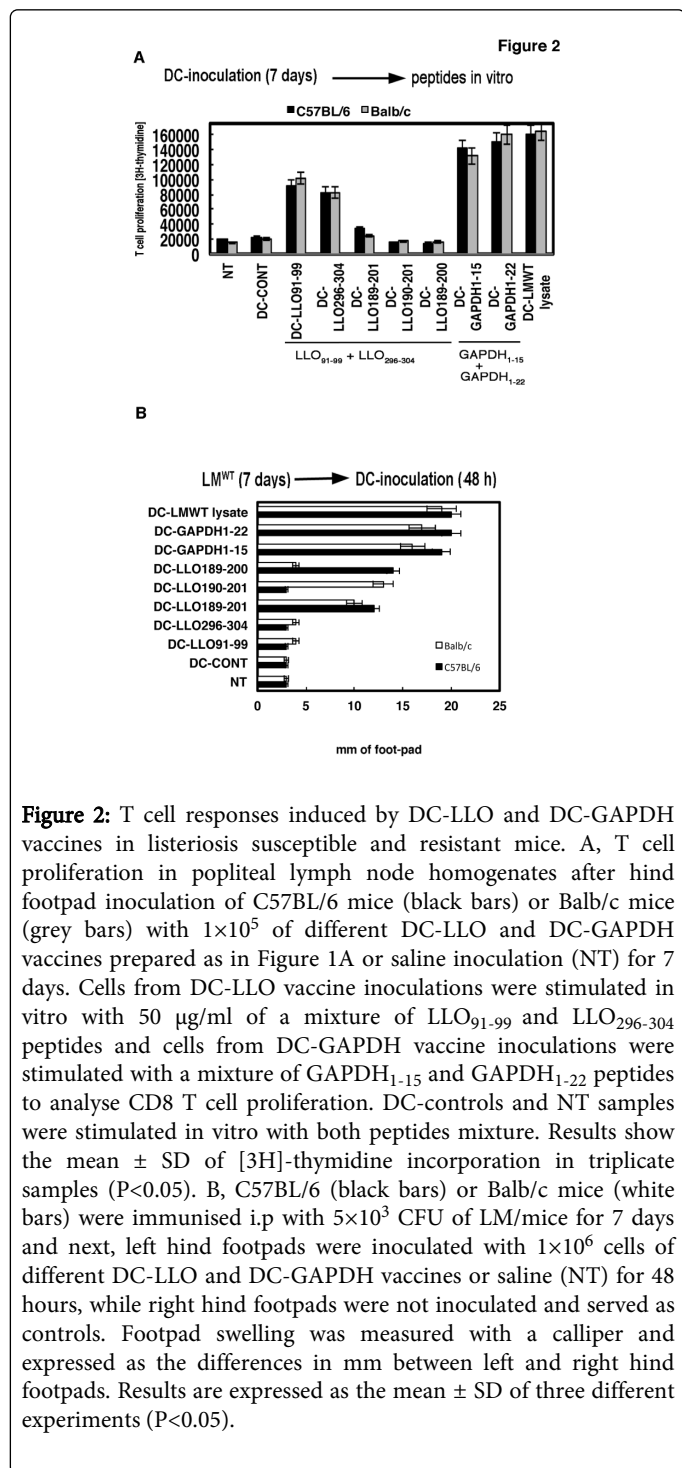 Figure 2
A
DC-inoculation (7 days) peptides in vitro
C57BL/6 Balb/c
T cell proliferation [3H-thymidine]
160000
140000
120000
100000
80000
60000
40000
20000
0
NT
DC-CONT
DC-LLO91-99
DC-
LLO296-304
DC-
LLO189-201
DC-
LLO190-201
DC-
LLO189-200
DC-
GAPDH1-15
DC-
GAPDH1-22
DC-LMWT
lysate
LLO91-99 + LLO296-304
GAPDH1-15
+
GAPDH1-22
B
LMWT (7 days) DC-inoculation (48 h)
DC-LMWT lysate
DC-GAPDH1-22
DC-GAPDH1-15
DC-LLO189-200
DC-LLO190-201
DC-LLO189-201
DC-LLO296-304
DC-LLO91-99
DC-CONT
NT
Balb/c
C57BL/6
0 5 10 15 20 25
mm of foot-pad
Figure 2: T cell responses induced by DC-LLO and DC-GAPDH
vaccines in listeriosis susceptible and resistant mice. A, T cell
proliferation in popliteal lymph node homogenates after hind
footpad inoculation of C57BL/6 mice (black bars) or Balb/c mice
(grey bars) with 1×10⁵ of different DC-LLO and DC-GAPDH
vaccines prepared as in Figure 1A or saline inoculation (NT) for 7
days. Cells from DC-LLO vaccine inoculations were stimulated in
vitro with 50 μg/ml of a mixture of LLO91-99 and LLO296-304
peptides and cells from DC-GAPDH vaccine inoculations were
stimulated with a mixture of GAPDH1-15 and GAPDH1-22 peptides
to analyse CD8 T cell proliferation. DC-controls and NT samples
were stimulated in vitro with both peptides mixture. Results show
the mean ± SD of [3H]-thymidine incorporation in triplicate
samples (P<0.05). B, C57BL/6 (black bars) or Balb/c mice (white
bars) were immunised i.p with 5×10³ CFU of LM/mice for 7 days
and next, left hind footpads were inoculated with 1×10⁶ cells of
different DC-LLO and DC-GAPDH vaccines or saline (NT) for 48
hours, while right hind footpads were not inoculated and served as
controls. Footpad swelling was measured with a calliper and
expressed as the differences in mm between left and right hind
footpads. Results are expressed as the mean ± SD of three different
experiments (P<0.05).